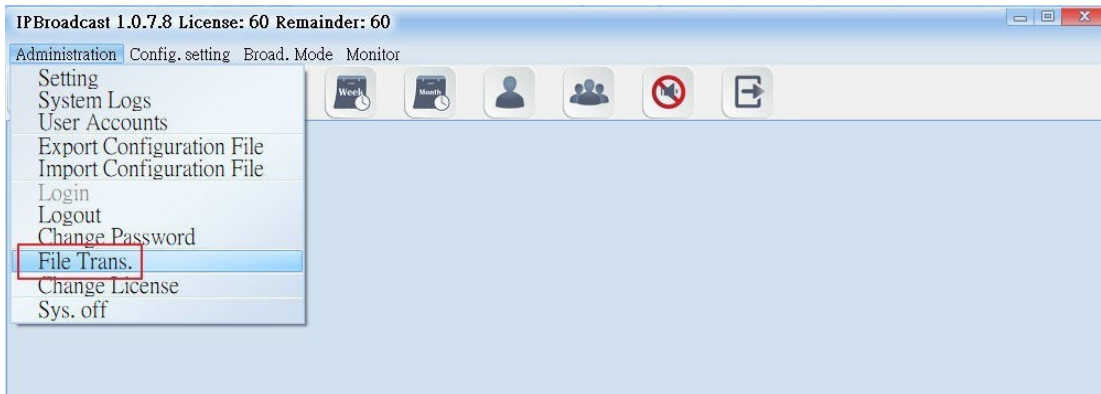 IPBroadcast 1.0.7.8 License: 60 Remainder: 60
Administration Config. setting Broad. Mode Monitor
Setting
System Logs
User Accounts
Export Configuration File
Import Configuration File
Login
Logout
Change Password
File Trans.
Change License
Sys. off
Week
Month